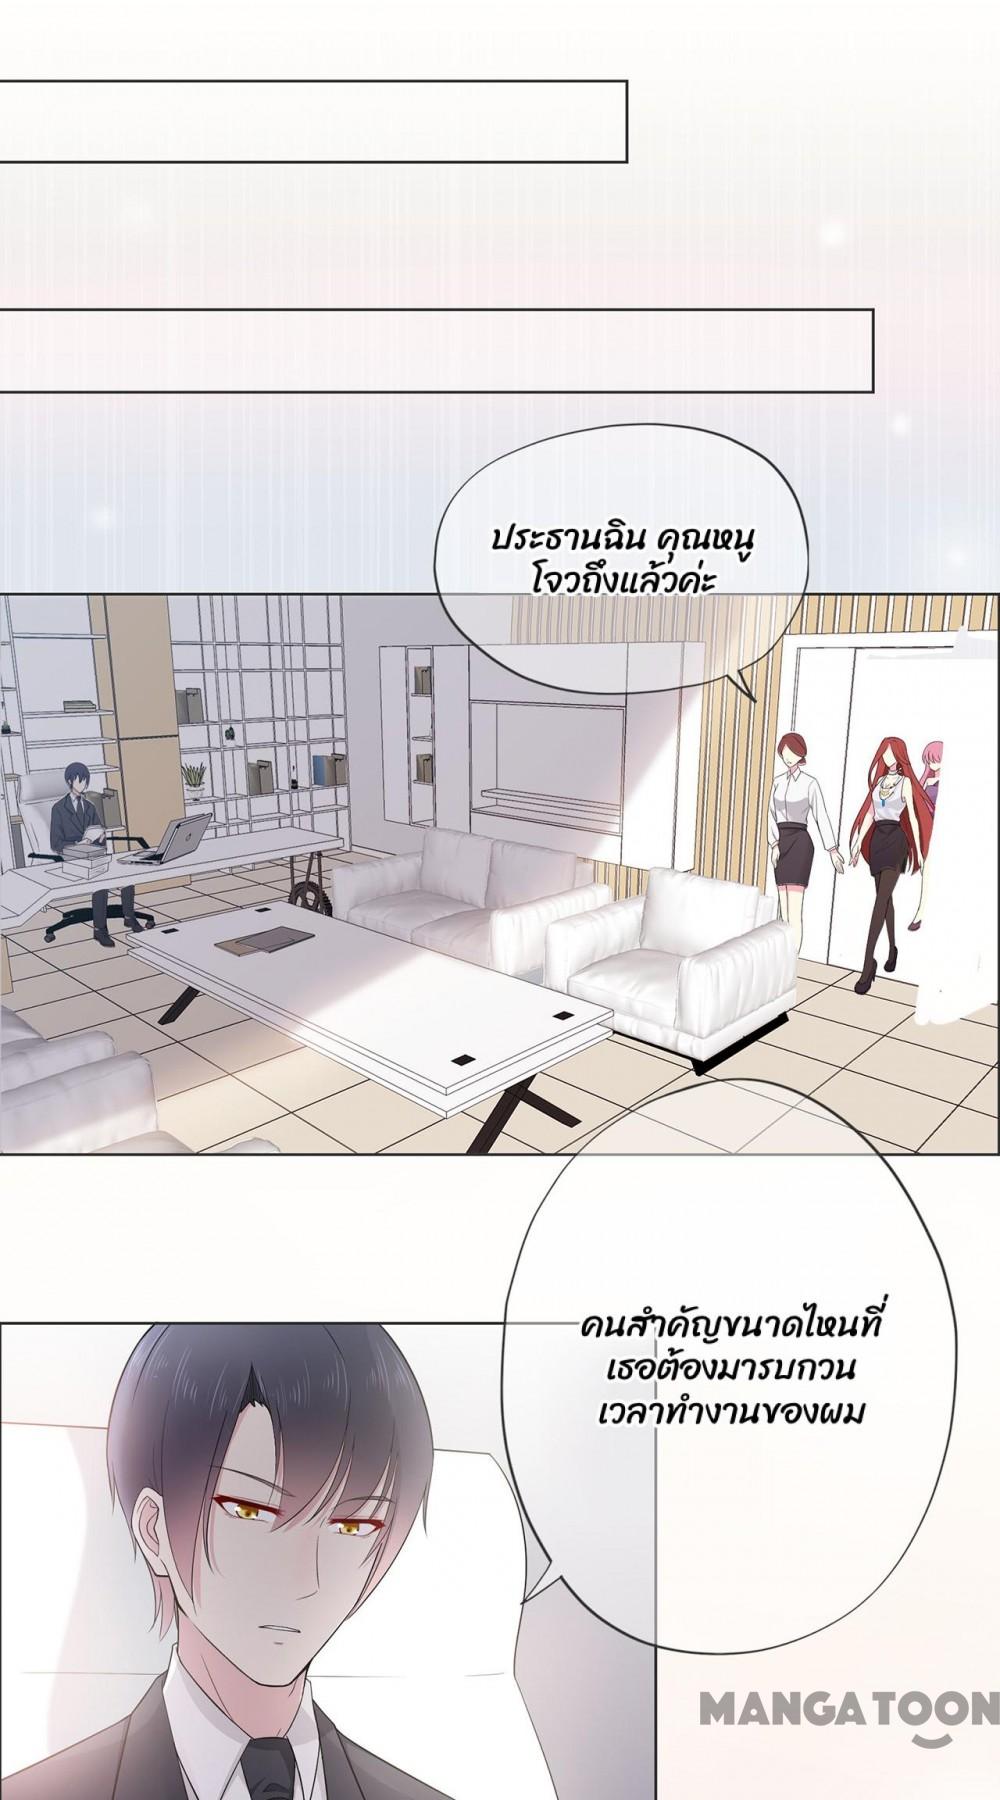 ประธานฉิน คุณหนู
โจวถึงแล้วค่ะ
คนสำคัญขนาดไหนที่
เธอต้องมารบกวน
เวลาทำงานของผม
MANGATOON